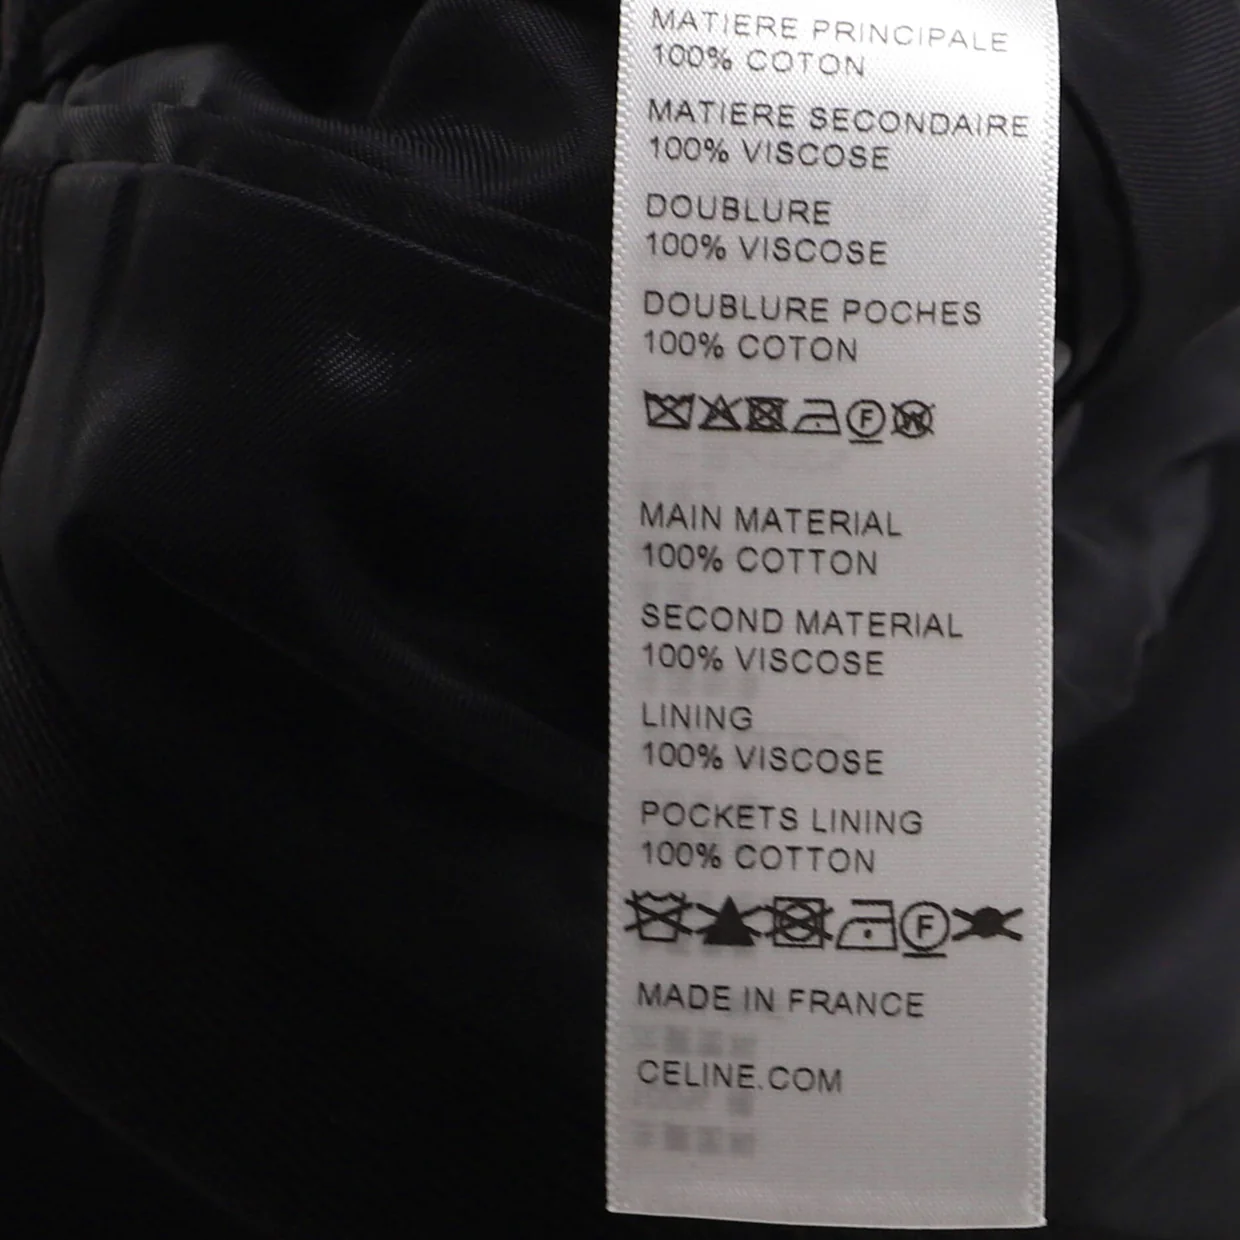 MATIERE PRINCIPALE
100% COTON
MATIERE SECONDAIRE
100% VISCOSE
DOUBLURE
100% VISCOSE
DOUBLURE POCHES
100% COTON
F W
MAIN MATERIAL
100% COTTON
SECOND MATERIAL
100% VISCOSE
LINING
100% VISCOSE
POCKETS LINING
100% COTTON
F
MADE IN FRANCE
CELINE.COM